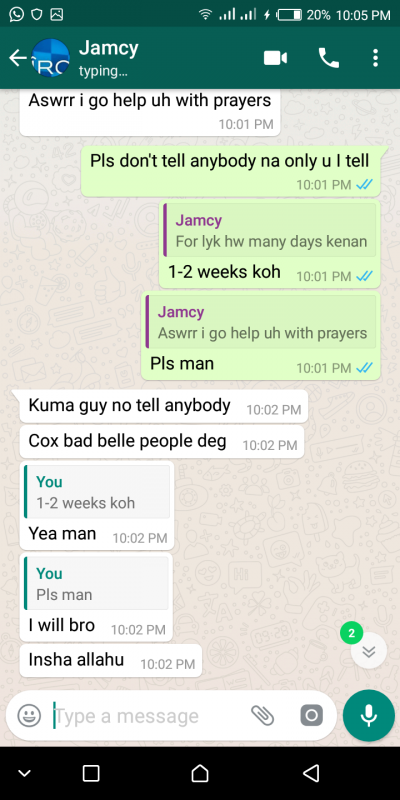 20% 10:05 PM
Jamcy
typing...
Aswrr i go help uh with prayers
10:01 PM
Pls don't tell anybody na only u I tell
10:01 PM
Jamcy
For lyk hw many days kenan
1-2 weeks koh 10:01 PM
Jamcy
Aswrr i go help uh with prayers
Pls man 10:01 PM
Kuma guy no tell anybody 10:02 PM
Cox bad belle people deg 10:02 PM
You
1-2 weeks koh
Yea man 10:02 PM
You
Pls man
I will bro 10:02 PM
2
Insha allahu 10:02 PM
Type a message